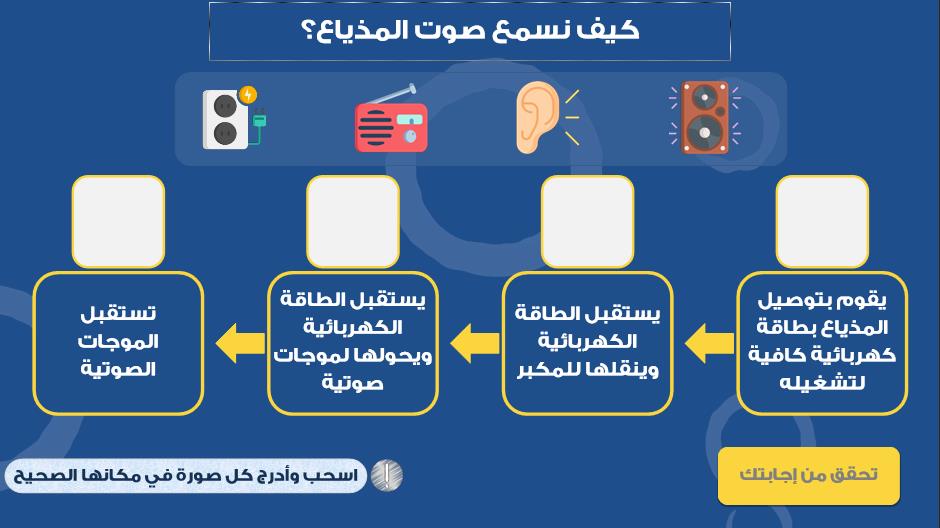 كيف نسمع صوت المذياع؟
يقوم بتوصيل
المذياع بطاقة
كهربائية كافية
لتشغيله
يستقبل الطاقة
الكهربائية
وينقلها للمكبر
يستقبل الطاقة
الكهربائية
ويحولها لموجات
صوتية
تستقبل
الموجات
الصوتية
تحقق من إجابتك
اسحب وأدرج كل صورة في مكانها الصحيح